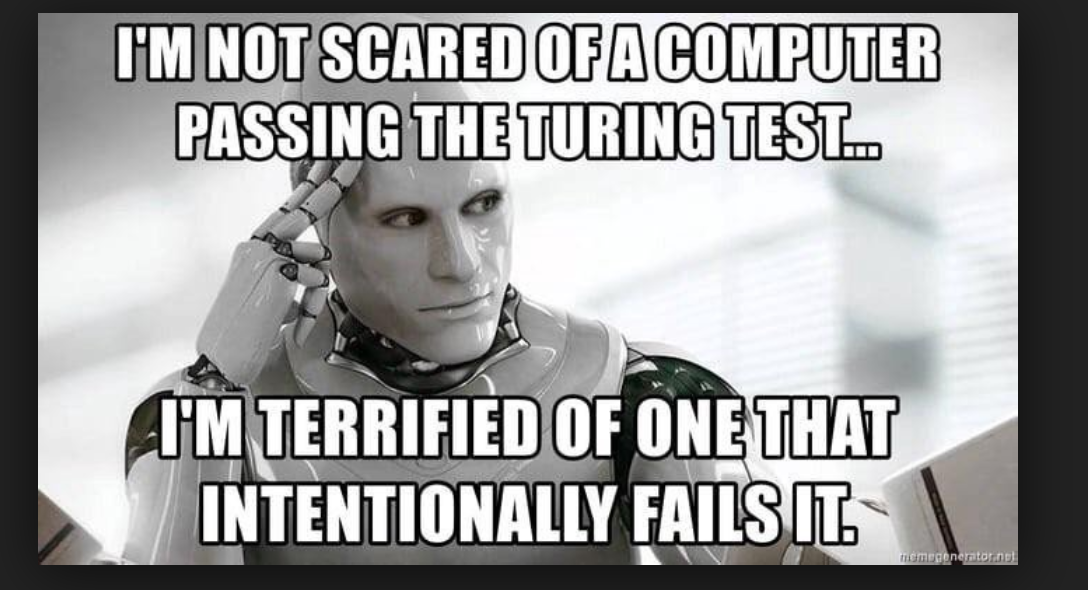 I'M NOT SCARED OF A COMPUTER
PASSING THE TURING TEST...
I'M TERRIFIED OF ONE THAT
INTENTIONALLY FAILS IT.
memegenerator.net